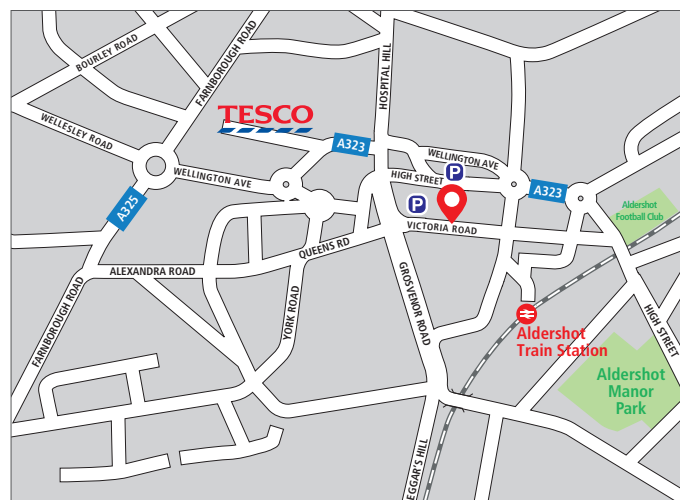 BOURLEY ROAD
FARNBOROUGH ROAD
HOSPITAL HILL
TESCO
WELLESLEY ROAD
A323
WELLINGTON AVE
P
HIGH STREET
WELLINGTON AVE
A323
A325
P
Aldershot
Football Club
VICTORIA ROAD
QUEENS RD
ALEXANDRA ROAD
GROSVENOR ROAD
YORK ROAD
FARNBOROUGH ROAD
HIGH STREET
Aldershot
Train Station
Aldershot
Manor
Park
EGGAR'S HILL